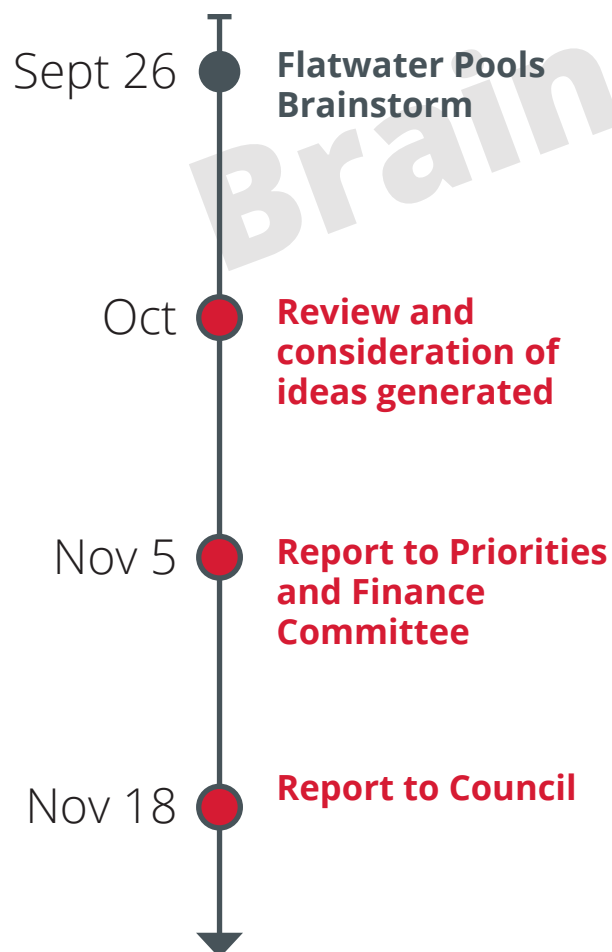 Sept 26
Flatwater Pools
Brainstorm
Brain
Oct
Review and
consideration of
ideas generated
Nov 5
Report to Priorities
and Finance
Committee
Nov 18
Report to Council